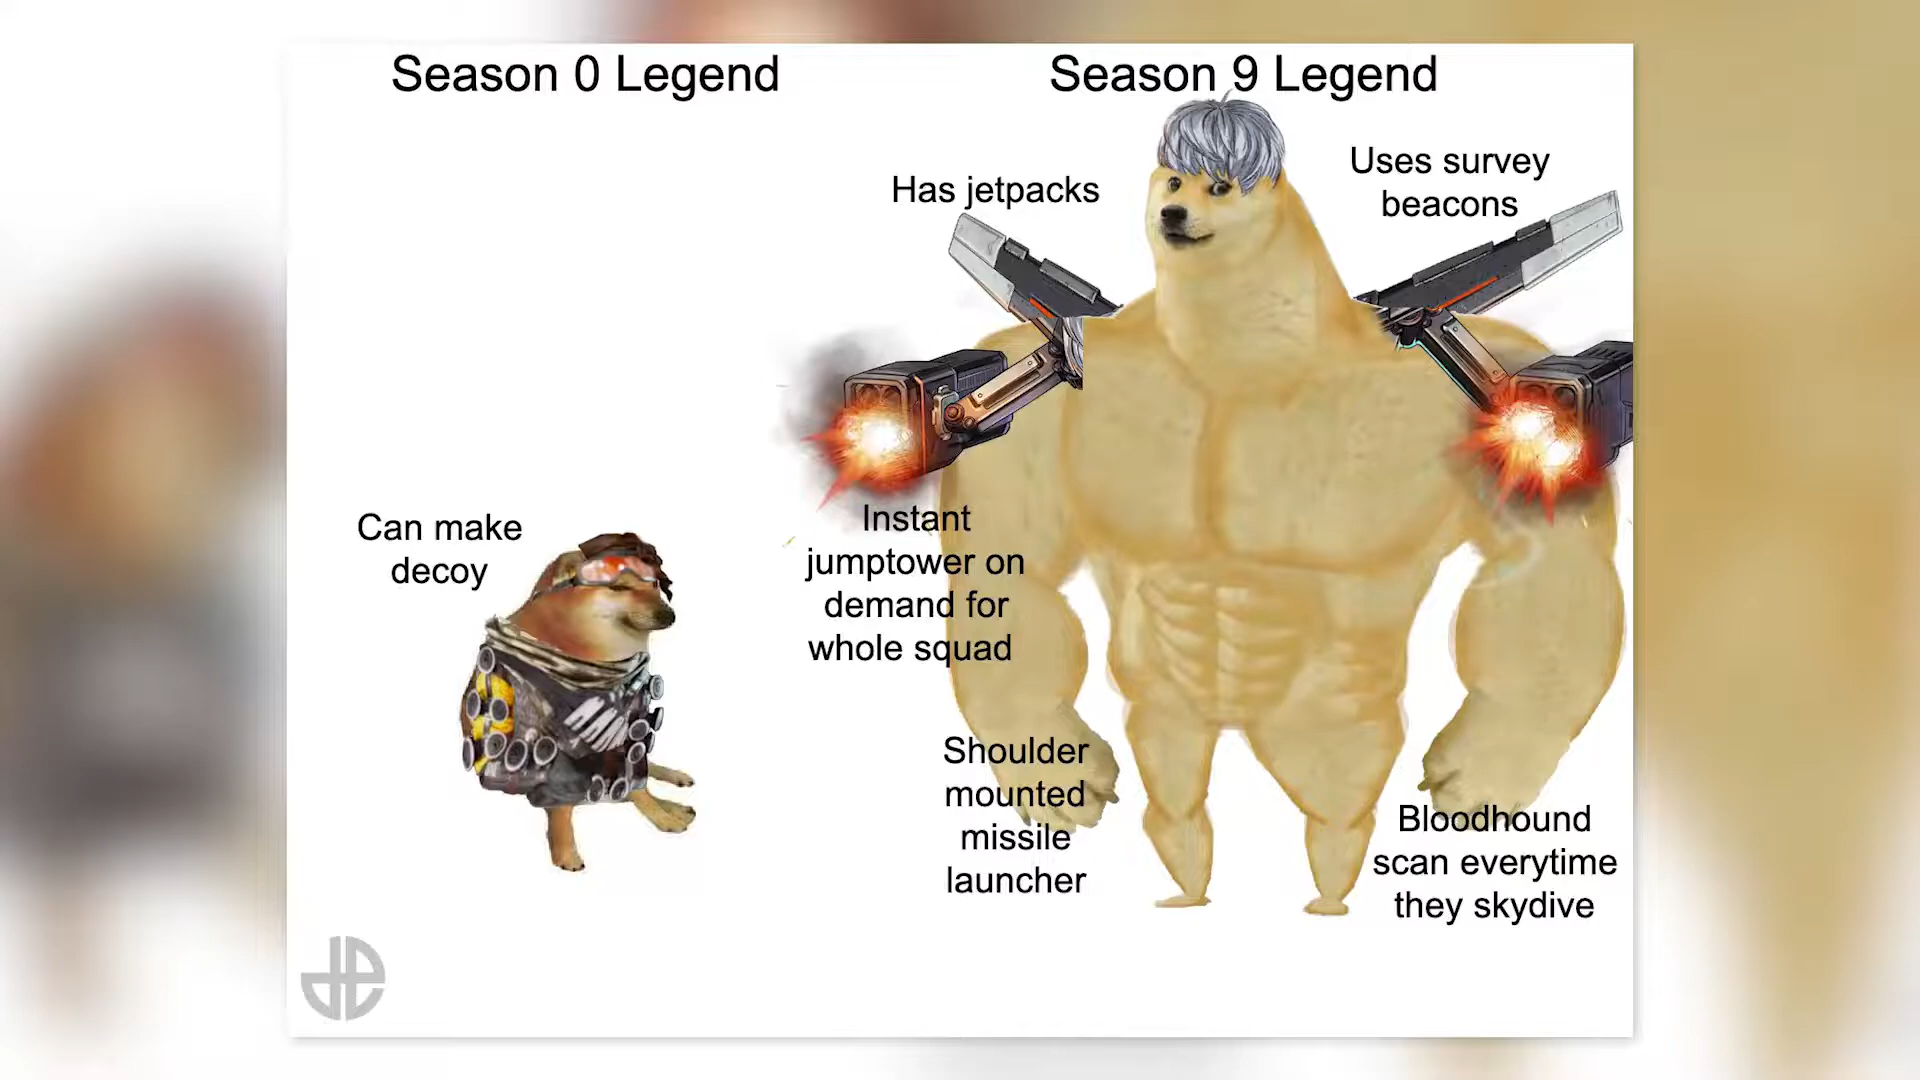 Season 0 Legend
Season 9 Legend
Has jetpacks
Uses survey
beacons
Can make
decoy
Instant
jumptower on
demand for
whole squad
Shoulder
mounted
missile
launcher
Bloodhound
scan everytime
they skydive